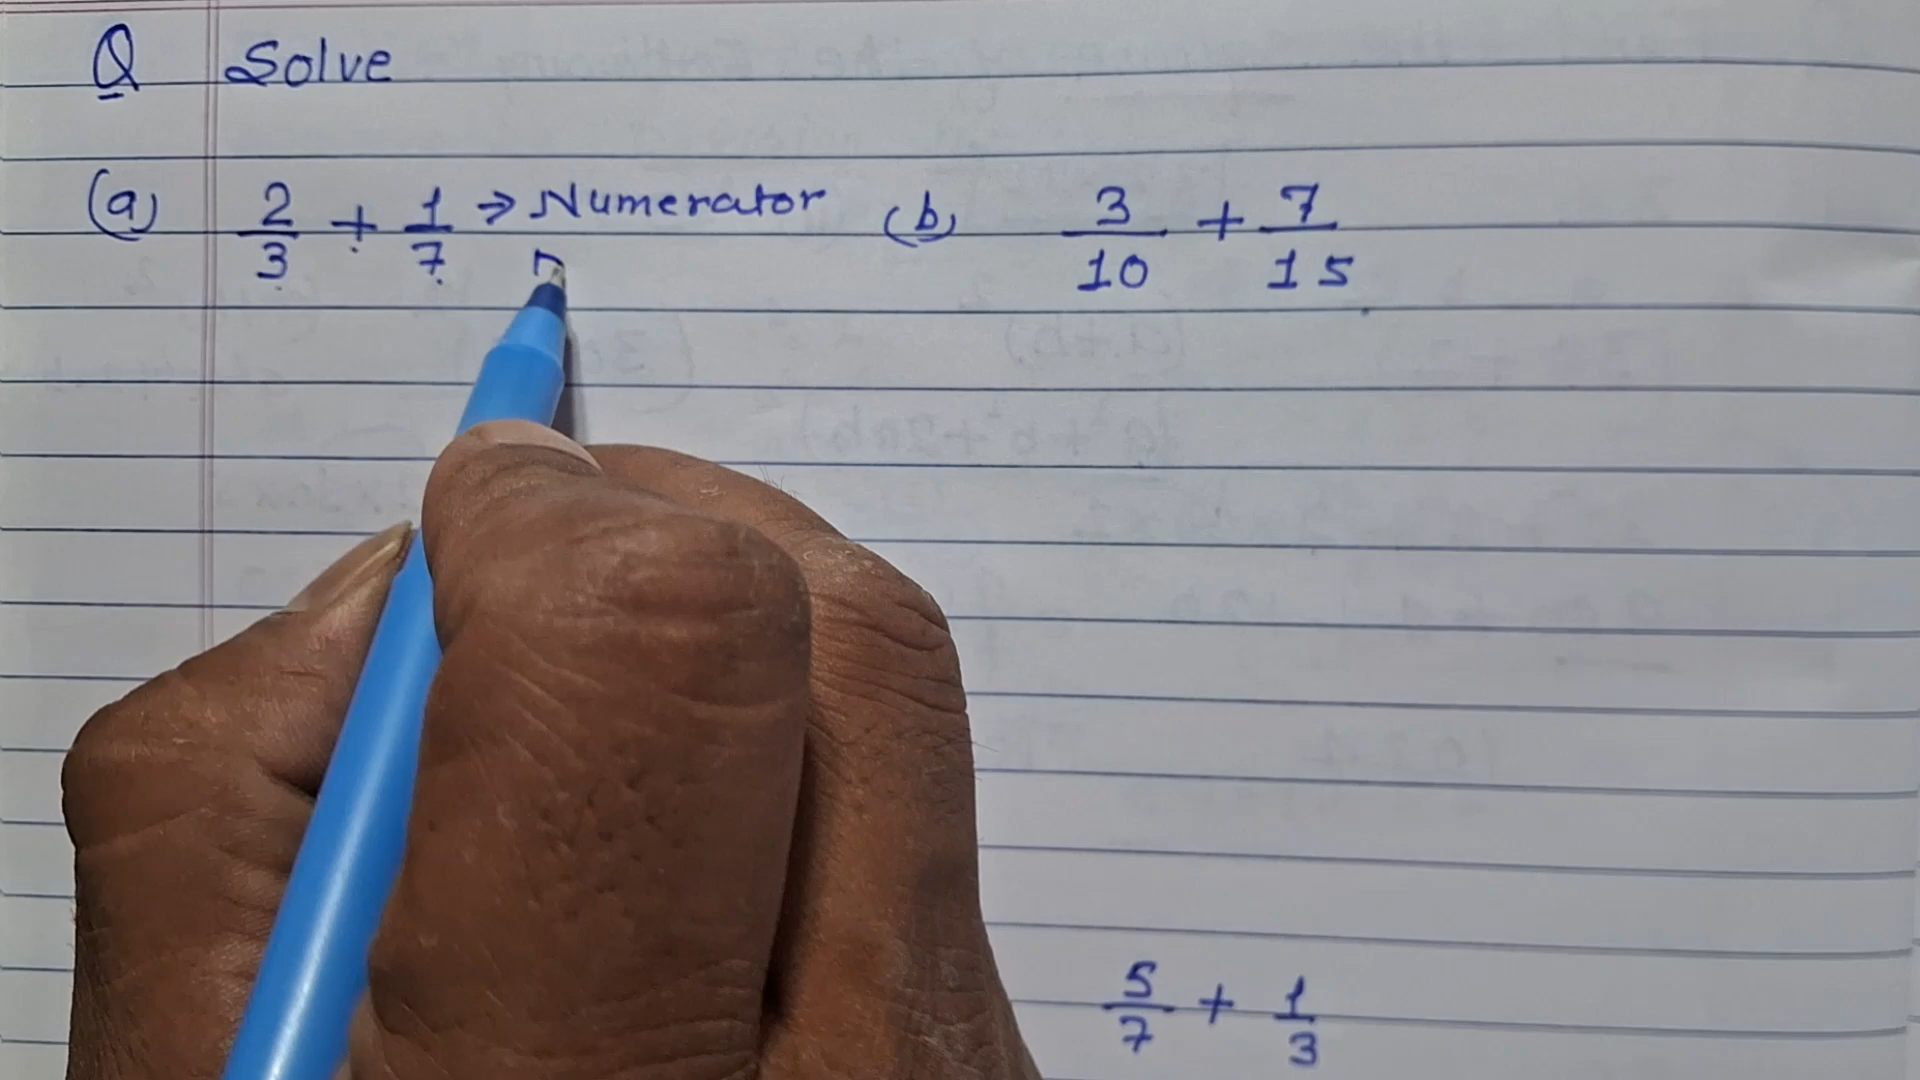 Q Solve
(a) 2/3 + 1/7 → Numerator (b) 3/10 + 7/15
5/7 + 1/3